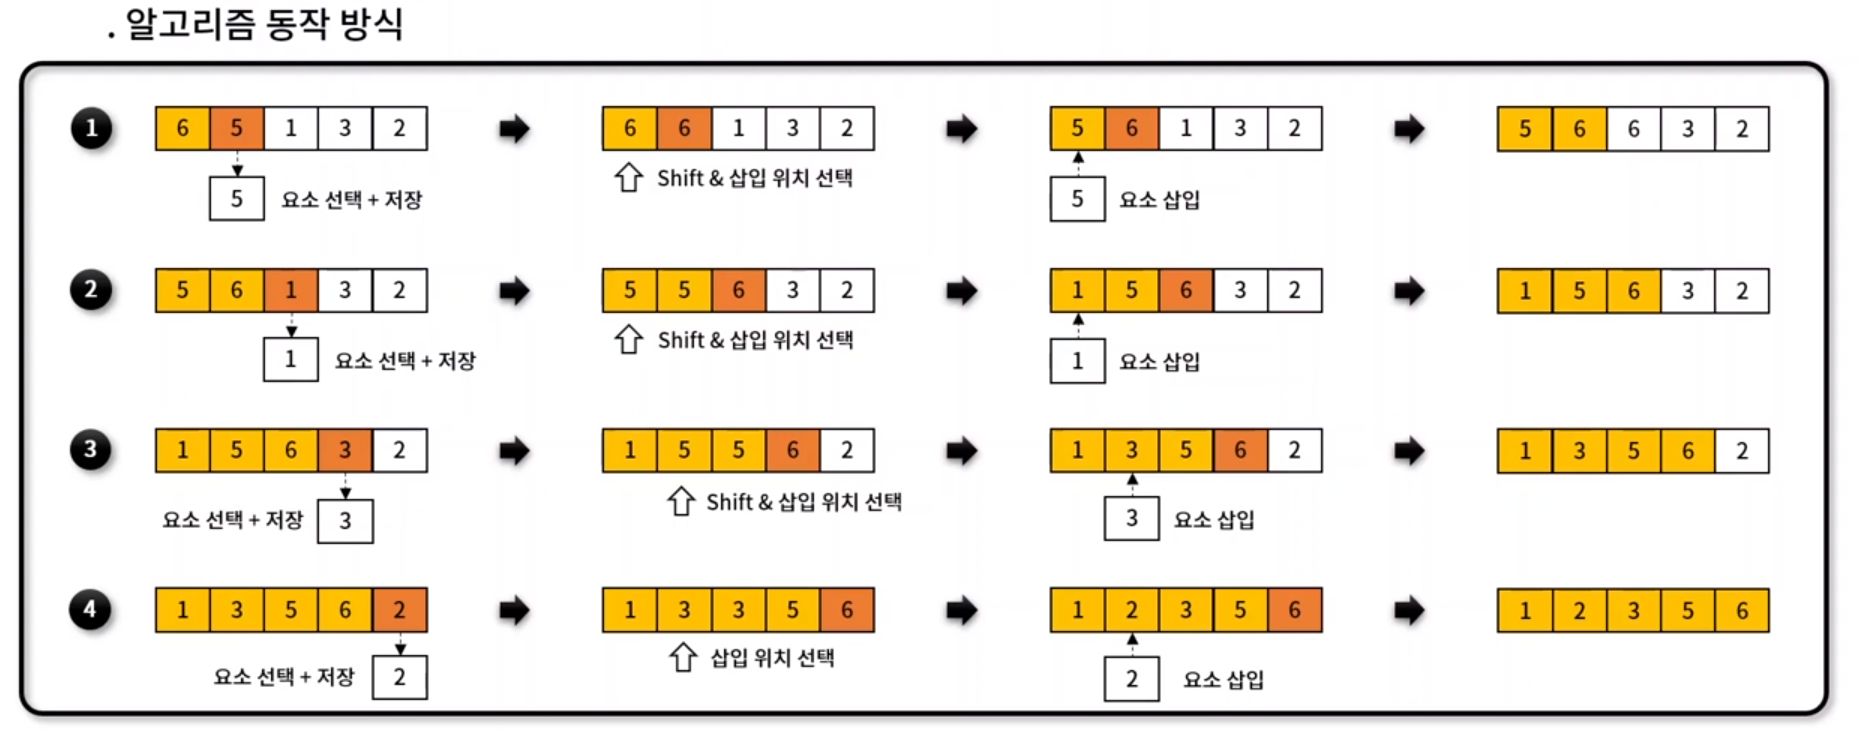 . 알고리즘 동작 방식
1 6 5 1 3 2 6 6 1 3 2 5 6 1 3 2 5 6 6 3 2
5 요소 선택 + 저장 Shift & 삽입 위치 선택 5 요소 삽입
2 5 6 1 3 2 5 5 6 3 2 1 5 6 3 2 1 5 6 3 2
1 요소 선택 + 저장 Shift & 삽입 위치 선택 1 요소 삽입
3 1 5 6 3 2 1 5 5 6 2 1 3 5 6 2 1 3 5 6 2
요소 선택 + 저장 3 Shift & 삽입 위치 선택 3 요소 삽입
4 1 3 5 6 2 1 3 3 5 6 1 2 3 5 6 1 2 3 5 6
요소 선택 + 저장 2 삽입 위치 선택 2 요소 삽입